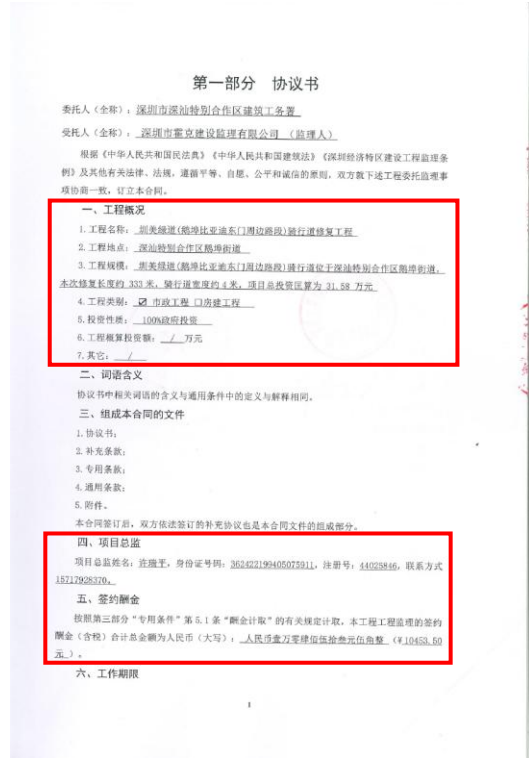 第一部分 协议书
委托人（全称）：深圳市深汕特别合作区建筑工务署
受托人（全称）：深圳市霍克建设监理有限公司（监理人）
根据《中华人民共和国民法典》《中华人民共和国建筑法》《深圳经济特区建设工程监理条
例》及其他有关法律、法规，遵循平等、自愿、公平和诚信的原则，双方就下述工程委托监理事
项协商一致，订立本合同。
一、工程概况
1.工程名称：圳美绿道(鹅埠比亚迪东门周边路段)骑行道修复工程
2.工程地点：深汕特别合作区鹅埠街道
3.工程规模：圳美绿道(鹅埠比亚迪东门周边路段)骑行道位于深汕特别合作区鹅埠街道，
本次修复长度约 333 米，骑行道宽度约 4 米，项目总投资匡算为 31.58 万元
4.工程类别：☑ 市政工程 □房建工程
5.投资性质：100%政府投资
6.工程概算投资额：/ 万元
7.其它：/
二、词语含义
协议书中相关词语的含义与通用条件中的定义与解释相同。
三、组成本合同的文件
1.协议书；
2.补充条款；
3.专用条款；
4.通用条款；
5.附件。
本合同签订后，双方依法签订的补充协议也是本合同文件的组成部分。
四、项目总监
项目总监姓名：许瑞平，身份证号码：362422199405075911，注册号：44025846，联系方式
15717928370。
五、签约酬金
按照第三部分“专用条件”第 5.1 条“酬金计取”的有关规定计取，本工程工程监理的签约
酬金（含税）合计总金额为人民币（大写）：人民币壹万零肆佰伍拾叁元伍角整（¥10453.50
元）。
六、工作期限
1